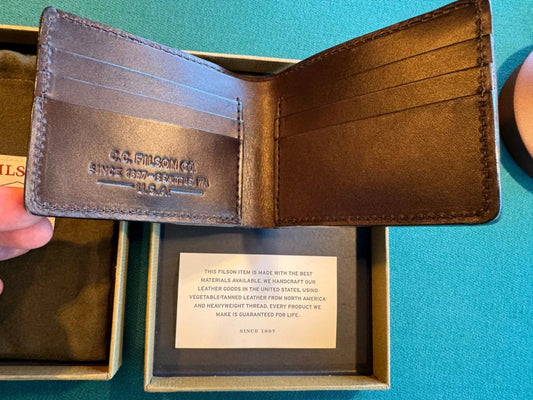 C.C. FILSON CO.
SINCE 1897 - SEATTLE, WA
U.S.A.
ILS
THIS FILSON ITEM IS MADE WITH THE BEST
MATERIALS AVAILABLE. WE HANDCRAFT OUR
LEATHER GOODS IN THE UNITED STATES, USING
VEGETABLE-TANNED LEATHER FROM NORTH AMERICA
AND HEAVYWEIGHT THREAD. EVERY PRODUCT WE
MAKE IS GUARANTEED FOR LIFE.
SINCE 1897